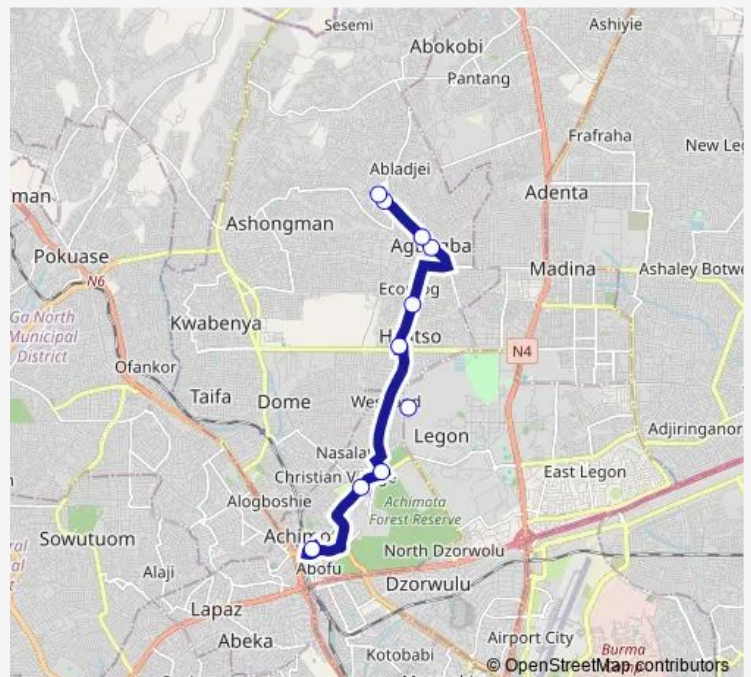 Sesemi
Ashiyie
Abokobi
Pantang
Frafraha
New Le
Abladjei
man
Adenta
Ashongman
Pokuase
N6
Madina
Ashaley Botwe
Ga North
Municipal
District
Kwabenya
N4
Ofankor
Taifa
Dome
Legon
Adjiringanor
East Legon
Christian
Alogboshie
Achimota
Forest Reserve
Sowutuom
Alaji
Abofu
North Dzorwulu
Dzorwulu
Lapaz
Abeka
Airport City
Kotobabi
Burma
© OpenStreetMap contributors